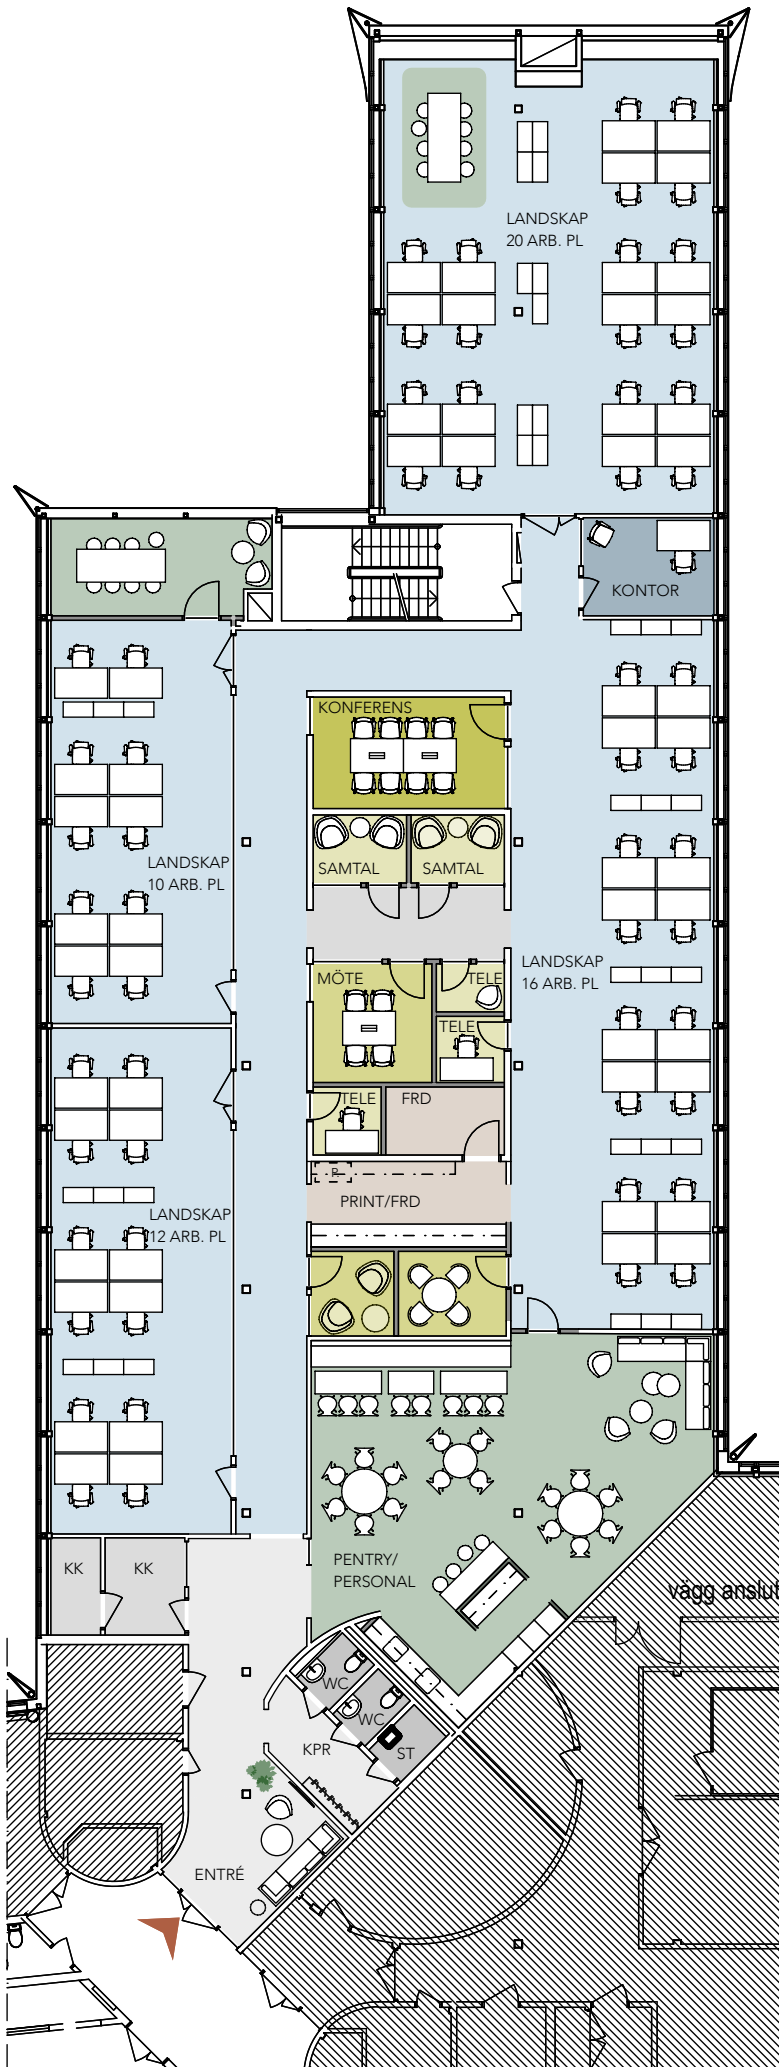 LANDSKAP
20 ARB. PL
KONTOR
KONFERENS
SAMTAL
SAMTAL
LANDSKAP
10 ARB. PL
LANDSKAP
16 ARB. PL
MÖTE
TELE
TELE
TELE
FRD
P
PRINT/FRD
LANDSKAP
12 ARB. PL
PENTRY/
PERSONAL
KK
KK
vägg anslut
WC
WC
KPR
ST
ENTRÉ